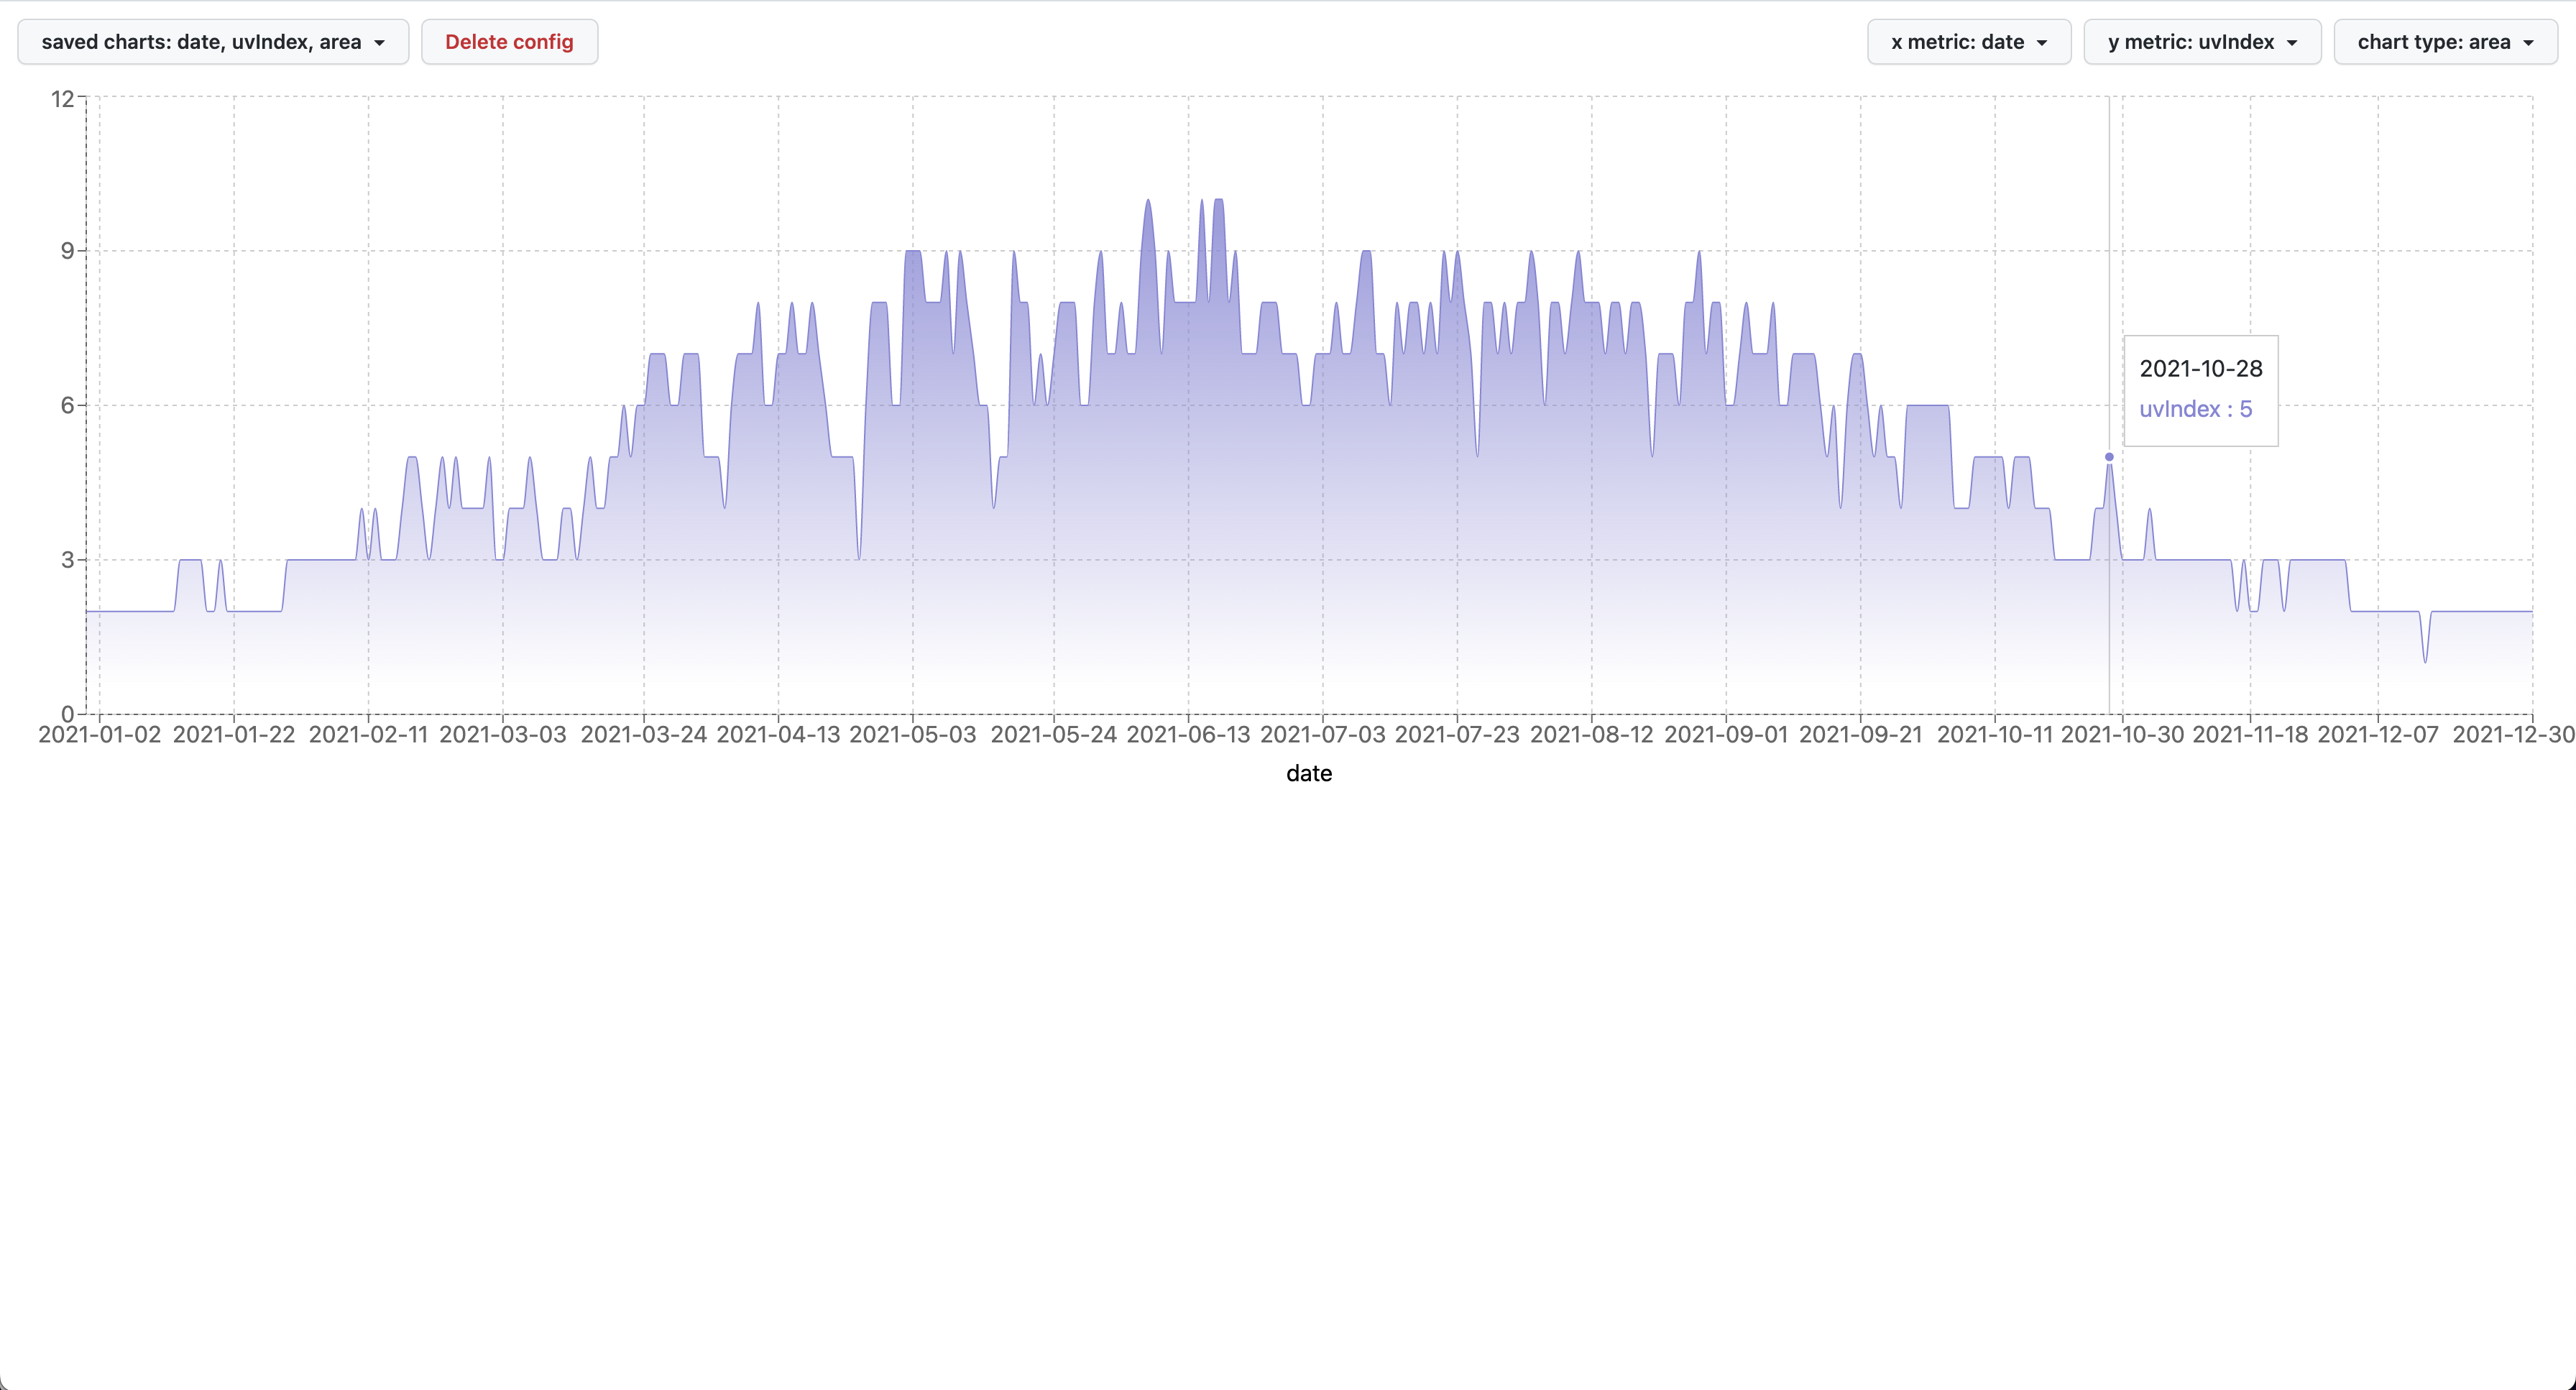 saved charts: date, uvIndex, area
Delete config
x metric: date
y metric: uvIndex
chart type: area
12
9
6
3
0
2021-10-28
uvIndex : 5
2021-01-02 2021-01-22 2021-02-11 2021-03-03 2021-03-24 2021-04-13 2021-05-03 2021-05-24 2021-06-13 2021-07-03 2021-07-23 2021-08-12 2021-09-01 2021-09-21 2021-10-11 2021-10-30 2021-11-18 2021-12-07 2021-12-30
date